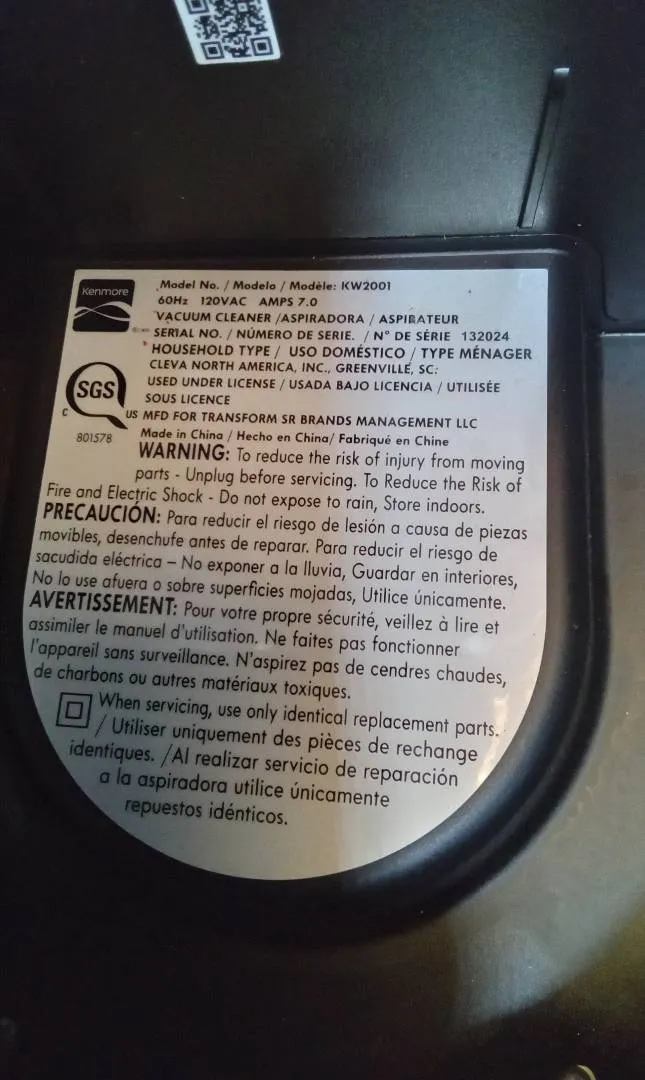 Kenmore
Model No. / Modelo / Modèle: KW2001
60Hz 120VAC AMPS 7.0
VACUUM CLEANER /ASPIRADORA / ASPIRATEUR
SERIAL NO. / NÚMERO DE SERIE. / N° DE SÉRIE 132024
HOUSEHOLD TYPE / USO DOMÉSTICO / TYPE MÉNAGER
CLEVA NORTH AMERICA, INC., GREENVILLE, SC:
USED UNDER LICENSE / USADA BAJO LICENCIA / UTILISÉE
SOUS LICENCE
SGS
C US
801578
MFD FOR TRANSFORM SR BRANDS MANAGEMENT LLC
Made in China / Hecho en China/ Fabriqué en Chine
WARNING: To reduce the risk of injury from moving
parts - Unplug before servicing. To Reduce the Risk of
Fire and Electric Shock - Do not expose to rain, Store indoors.
PRECAUCIÓN: Para reducir el riesgo de lesión a causa de piezas
movibles, desenchufe antes de reparar. Para reducir el riesgo de
sacudida eléctrica – No exponer a la lluvia, Guardar en interiores,
No lo use afuera o sobre superficies mojadas, Utilice únicamente.
AVERTISSEMENT: Pour votre propre sécurité, veillez à lire et
assimiler le manuel d'utilisation. Ne faites pas fonctionner
l'appareil sans surveillance. N'aspirez pas de cendres chaudes,
de charbons ou autres matériaux toxiques.
When servicing, use only identical replacement parts.
/ Utiliser uniquement des pièces de rechange
identiques. /Al realizar servicio de reparación
a la aspiradora utilice únicamente
repuestos idénticos.